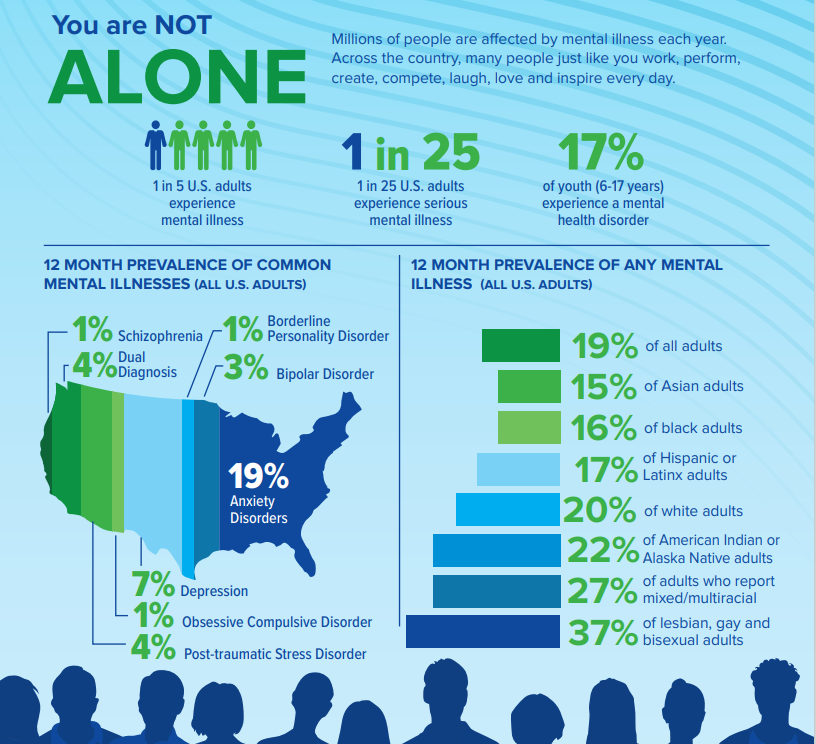 You are NOT
ALONE
Millions of people are affected by mental illness each year.
Across the country, many people just like you work, perform,
create, compete, laugh, love and inspire every day.
1 in 5 U.S. adults
experience
mental illness
1 in 25
1 in 25 U.S. adults
experience serious
mental illness
17%
of youth (6-17 years)
experience a mental
health disorder
12 MONTH PREVALENCE OF COMMON
MENTAL ILLNESSES (ALL U.S. ADULTS)
1% Schizophrenia
4% Dual
Diagnosis
1% Borderline
Personality Disorder
3% Bipolar Disorder
19%
Anxiety
Disorders
7% Depression
1% Obsessive Compulsive Disorder
4% Post-traumatic Stress Disorder
12 MONTH PREVALENCE OF ANY MENTAL
ILLNESS (ALL U.S. ADULTS)
19% of all adults
15% of Asian adults
16% of black adults
17% of Hispanic or
Latinx adults
20% of white adults
22% of American Indian or
Alaska Native adults
27% of adults who report
mixed/multiracial
37% of lesbian, gay and
bisexual adults